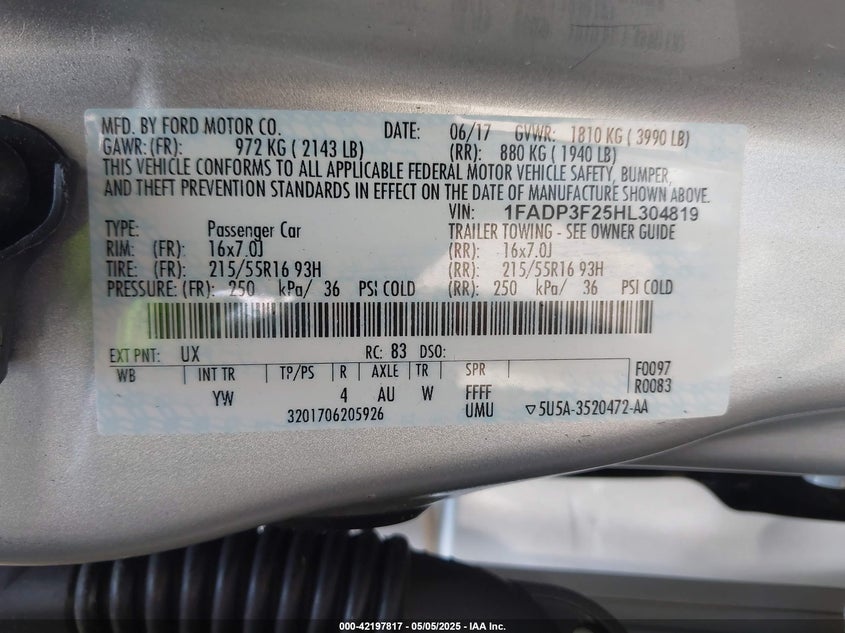 MFD. BY FORD MOTOR CO. DATE: 06/17 GVWR: 1810 KG ( 3990 LB)
GAWR: (FR): 972 KG ( 2143 LB) (RR): 880 KG ( 1940 LB)
THIS VEHICLE CONFORMS TO ALL APPLICABLE FEDERAL MOTOR VEHICLE SAFETY, BUMPER,
AND THEFT PREVENTION STANDARDS IN EFFECT ON THE DATE OF MANUFACTURE SHOWN ABOVE.
VIN: 1FADP3F25HL304819
TYPE: Passenger Car TRAILER TOWING - SEE OWNER GUIDE
RIM: (FR): 16x7.0J (RR): 16x7.0J
TIRE: (FR): 215/55R16 93H (RR): 215/55R16 93H
PRESSURE: (FR): 250 kPa/ 36 PSI COLD (RR): 250 kPa/ 36 PSI COLD
EXT PNT: UX RC: 83 DSO:
WB INT TR TP/PS R AXLE TR SPR F0097
YW 4 AU W FFFF R0083
3201706205926 UMU ▽5U5A-3520472-AA
000-42197817 - 05/05/2025 - IAA Inc.